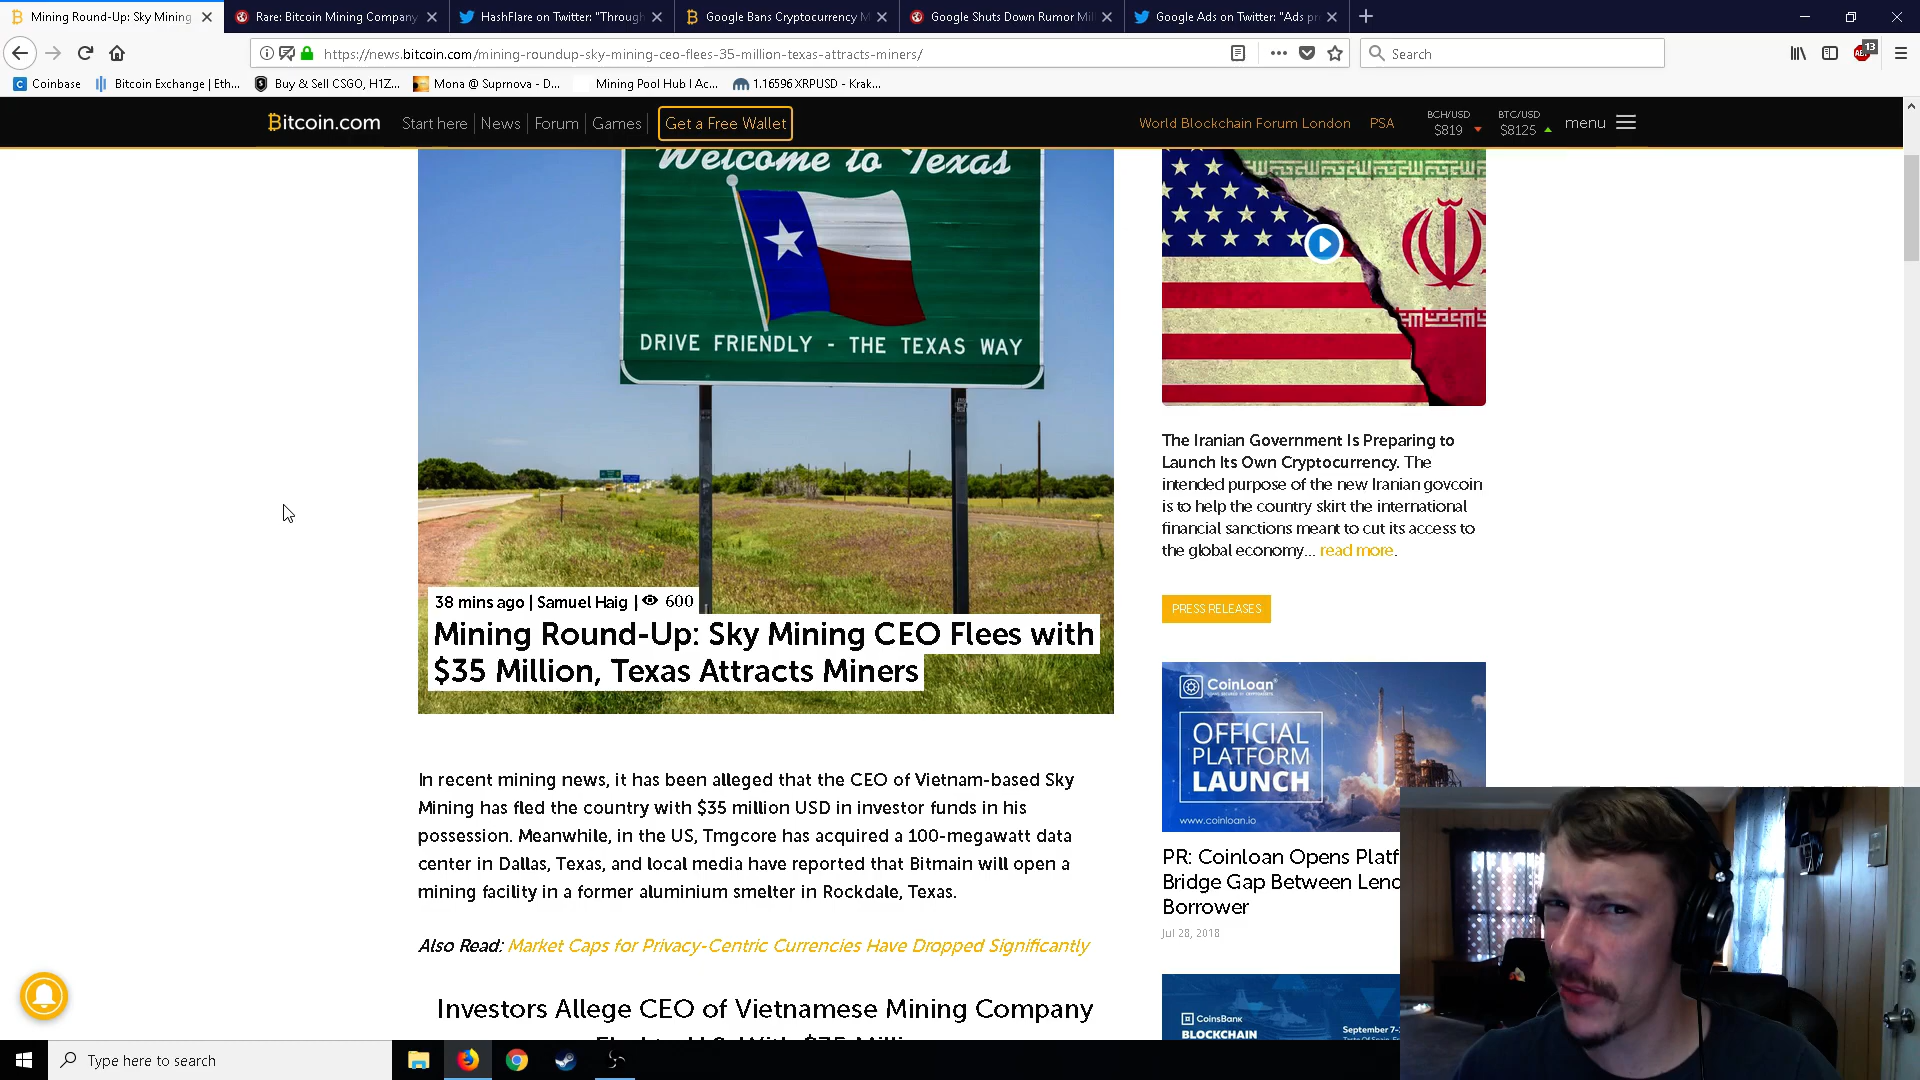 Mining Round-Up: Sky Mining
Rare: Bitcoin Mining Company
HashFlare on Twitter: "Through
Google Bans Cryptocurrency M
Google Shuts Down Rumor Mil
Google Ads on Twitter: "Ads pr
https://news.bitcoin.com/mining-roundup-sky-mining-ceo-flees-35-million-texas-attracts-miners/
Search
13
Coinbase
Bitcoin Exchange | Eth...
Buy & Sell CSGO, H1Z...
Mona @ Suprnova - D...
Mining Pool Hub | Ac...
1.16596 XRPUSD - Krak...
Bitcoin.com
Start here
News
Forum
Games
Get a Free Wallet
World Blockchain Forum London
PSA
BCH/USD
$819
BTC/USD
$8125
menu
Welcome to Texas
DRIVE FRIENDLY - THE TEXAS WAY
38 mins ago | Samuel Haig | 600
Mining Round-Up: Sky Mining CEO Flees with
$35 Million, Texas Attracts Miners
In recent mining news, it has been alleged that the CEO of Vietnam-based Sky
Mining has fled the country with $35 million USD in investor funds in his
possession. Meanwhile, in the US, Tmgcore has acquired a 100-megawatt data
center in Dallas, Texas, and local media have reported that Bitmain will open a
mining facility in a former aluminium smelter in Rockdale, Texas.
Also Read: Market Caps for Privacy-Centric Currencies Have Dropped Significantly
Investors Allege CEO of Vietnamese Mining Company
The Iranian Government Is Preparing to
Launch Its Own Cryptocurrency. The
intended purpose of the new Iranian govcoin
is to help the country skirt the international
financial sanctions meant to cut its access to
the global economy... read more.
PRESS RELEASES
CoinLoan
OFFICIAL
PLATFORM
LAUNCH
www.coinloan.io
PR: Coinloan Opens Platf
Bridge Gap Between Lenc
Borrower
Jul 28, 2018
COINSBANK
BLOCKCHAIN
September 7-
Type here to search